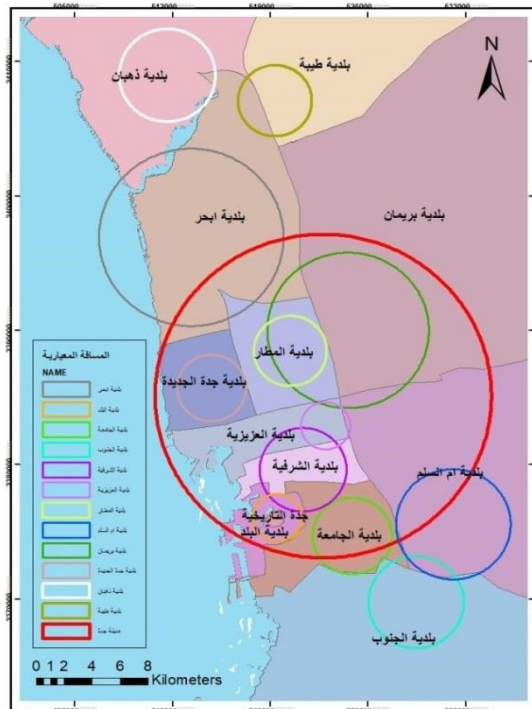 N
بلدية ذهبان
بلدية طيبة
بلدية ابحر
بلدية بريمان
بلدية المطار
بلدية جدة الجديدة
بلدية العزيزية
بلدية الشرفية
بلدية ام السلم
جدة التاريخية
بلدية البلد
بلدية الجامعة
بلدية الجنوب
المسافة المعيارية
NAME
بلدية ابحر
بلدية البلد
بلدية الجامعة
بلدية الجنوب
بلدية الشرفية
بلدية العزيزية
بلدية المطار
بلدية ام السلم
بلدية بريمان
بلدية جدة الجديدة
بلدية ذهبان
بلدية طيبة
مدينة جدة
0 1 2 4 6 8
Kilometers